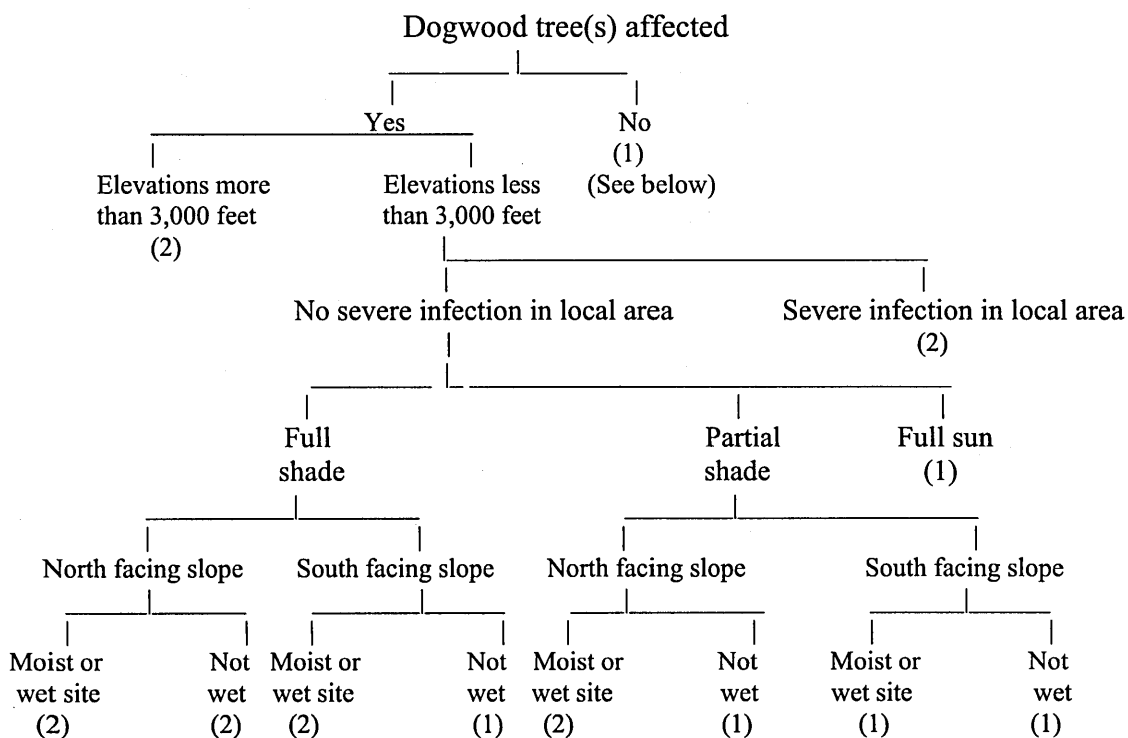 Dogwood tree(s) affected
Yes No
(1)
Elevations more Elevations less (See below)
than 3,000 feet than 3,000 feet
(2)
No severe infection in local area Severe infection in local area
(2)
Full Partial Full sun
shade shade (1)
North facing slope South facing slope North facing slope South facing slope
Moist or Not Moist or Not Moist or Not Moist or Not
wet site wet wet site wet wet site wet wet site wet
(2) (2) (2) (1) (2) (1) (1) (1)